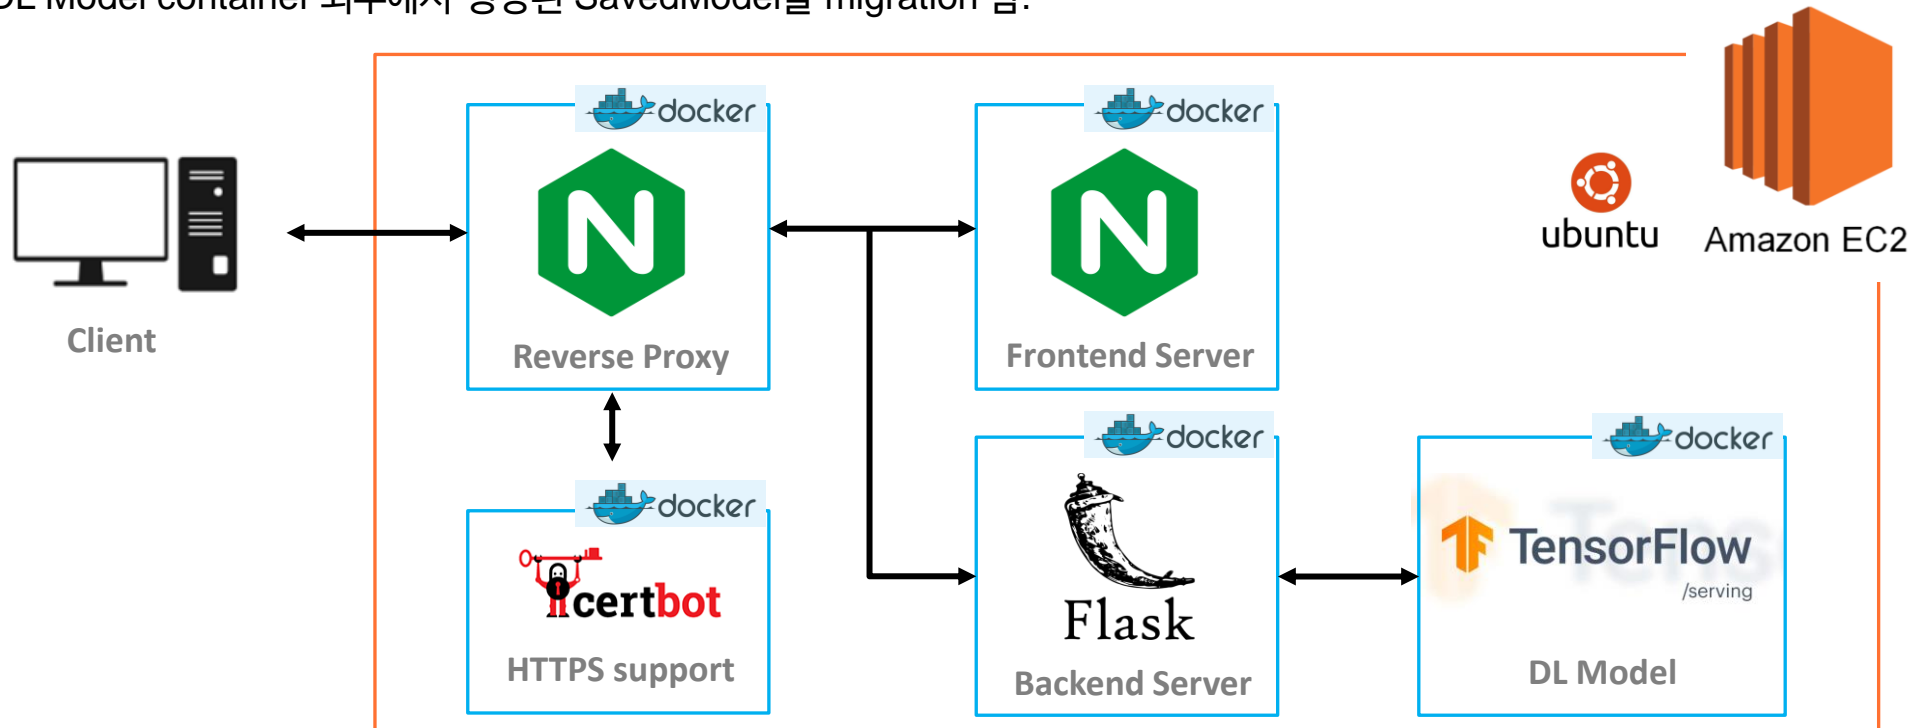 DL Model container 외부에서 생성된 SavedModel을 migration 함.
docker
docker
ubuntu
Amazon EC2
Client
Reverse Proxy
Frontend Server
docker
docker
docker
certbot
HTTPS support
Flask
Backend Server
TensorFlow
/serving
DL Model